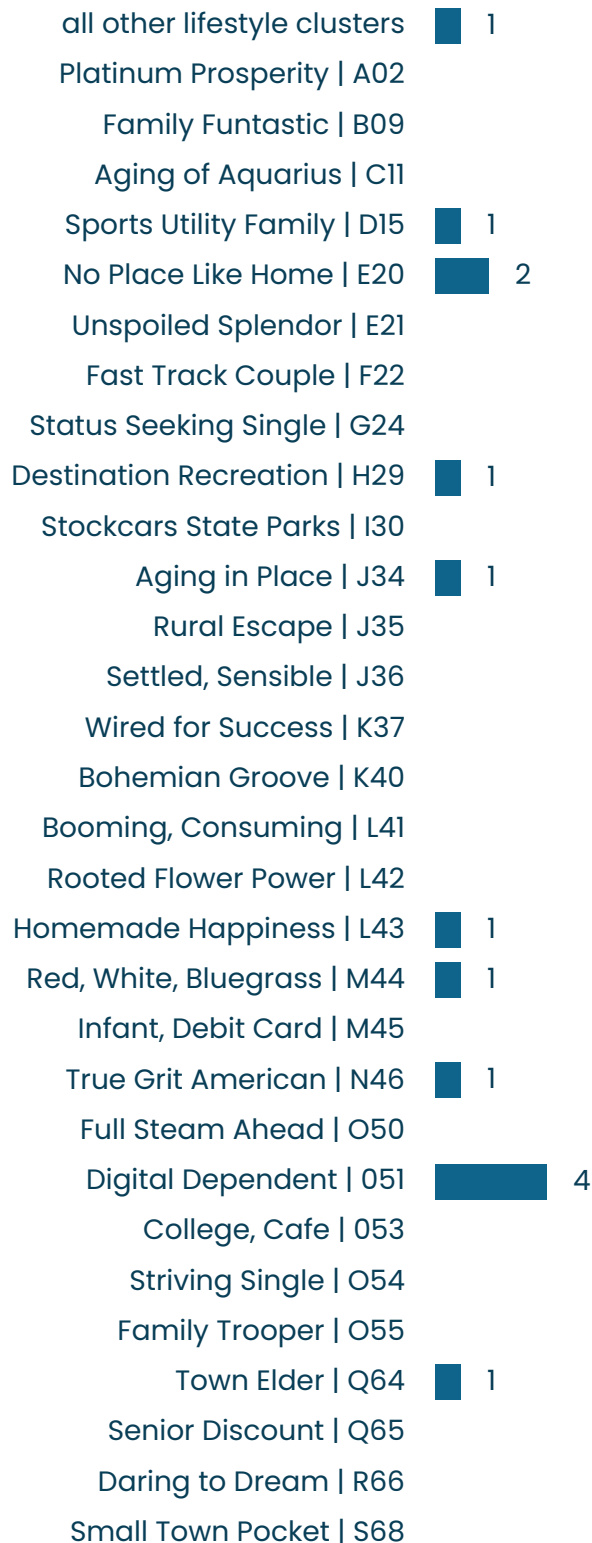 all other lifestyle clusters 1
Platinum Prosperity | A02
Family Funtastic | B09
Aging of Aquarius | C11
Sports Utility Family | D15 1
No Place Like Home | E20 2
Unspoiled Splendor | E21
Fast Track Couple | F22
Status Seeking Single | G24
Destination Recreation | H29 1
Stockcars State Parks | I30
Aging in Place | J34 1
Rural Escape | J35
Settled, Sensible | J36
Wired for Success | K37
Bohemian Groove | K40
Booming, Consuming | L41
Rooted Flower Power | L42
Homemade Happiness | L43 1
Red, White, Bluegrass | M44 1
Infant, Debit Card | M45
True Grit American | N46 1
Full Steam Ahead | O50
Digital Dependent | 051 4
College, Cafe | 053
Striving Single | O54
Family Trooper | O55
Town Elder | Q64 1
Senior Discount | Q65
Daring to Dream | R66
Small Town Pocket | S68